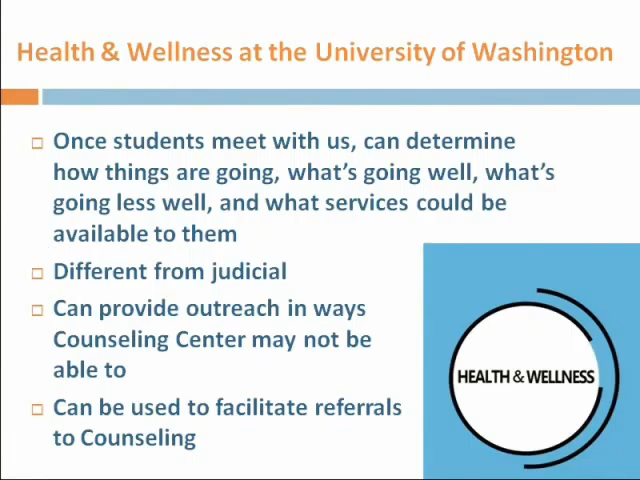 Health & Wellness at the University of Washington
Once students meet with us, can determine
how things are going, what's going well, what's
going less well, and what services could be
available to them
Different from judicial
Can provide outreach in ways
Counseling Center may not be
able to
Can be used to facilitate referrals
to Counseling
HEALTH & WELLNESS